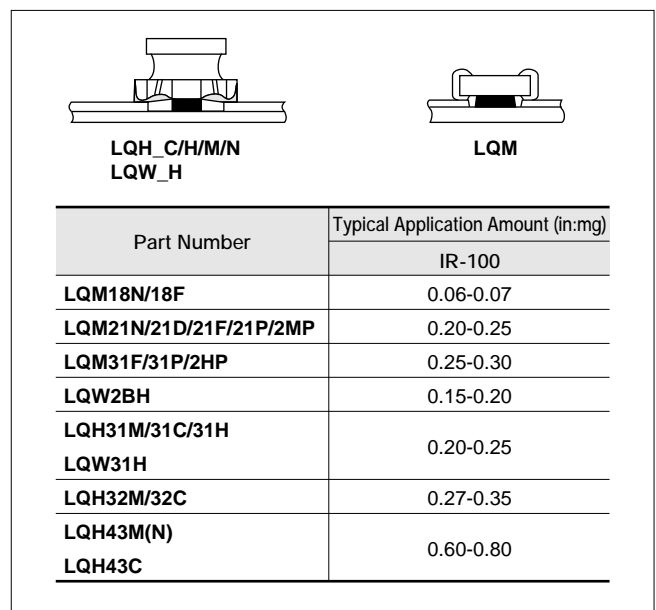 LQH_C/H/M/N
LQW_H
LQM
Part Number
Typical Application Amount (in:mg)
IR-100
LQM18N/18F 0.06-0.07
LQM21N/21D/21F/21P/2MP 0.20-0.25
LQM31F/31P/2HP 0.25-0.30
LQW2BH 0.15-0.20
LQH31M/31C/31H
LQW31H
0.20-0.25
LQH32M/32C 0.27-0.35
LQH43M(N)
LQH43C
0.60-0.80